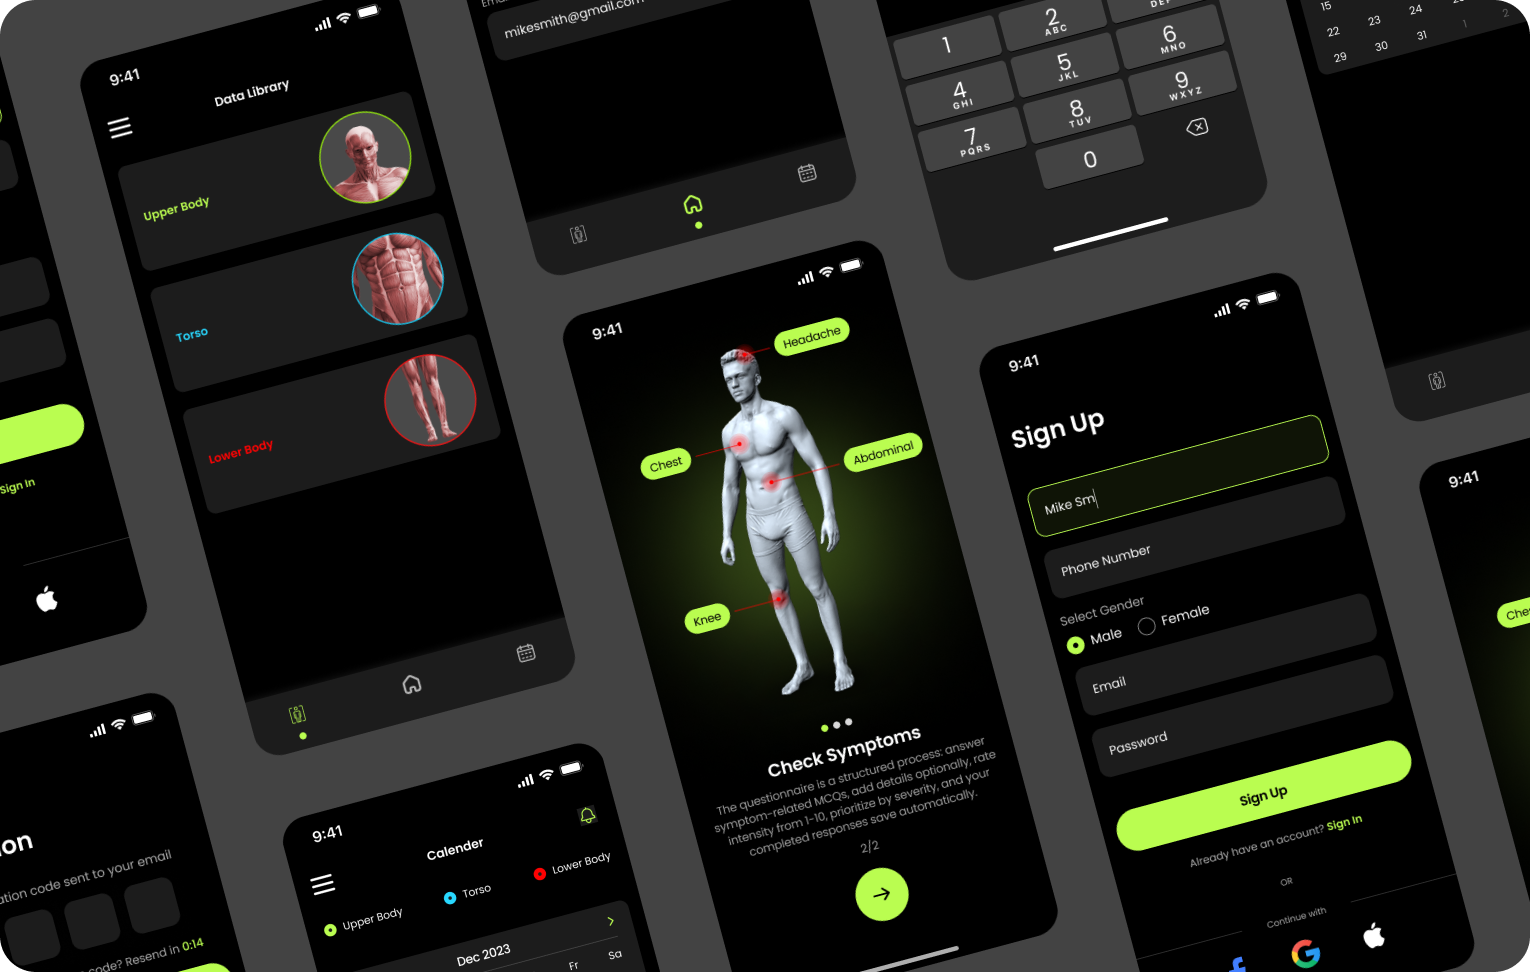 Sign In
9:41
Data Library
Upper Body
Torso
Lower Body
on
ation code sent to your email
code? Resend in 0:14
9:41
Calender
Upper Body
Torso
Lower Body
Dec 2023
Fr
Sa
mikesmith@gmail.com
9:41
Headache
Chest
Abdominal
Knee
Check Symptoms
The questionnaire is a structured process: answer
symptom-related MCQs, add details optionally, rate
intensity from 1-10, prioritize by severity, and your
completed responses save automatically.
2/2
1
2
ABC
4
GHI
5
JKL
6
MNO
7
PQRS
8
TUV
9
WXYZ
0
9:41
Sign Up
Mike Sm
Phone Number
Select Gender
Male
Female
Email
Password
Sign Up
Already have an account? Sign In
OR
Continue with
15
22
23
24
29
30
31
1
2
9:41